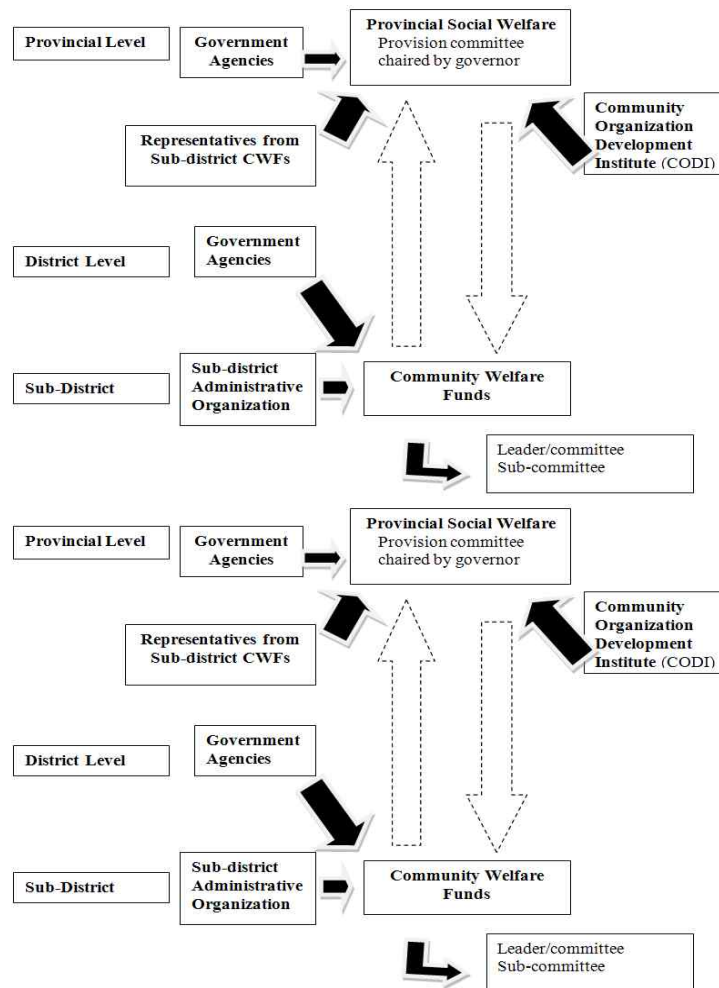 Provincial Level
Government
Agencies
Provincial Social Welfare
Provision committee
chaired by governor
Representatives from
Sub-district CWFs
Community
Organization
Development
Institute (CODI)
District Level
Government
Agencies
Sub-District
Sub-district
Administrative
Organization
Community Welfare
Funds
Leader/committee
Sub-committee
Provincial Level
Government
Agencies
Provincial Social Welfare
Provision committee
chaired by governor
Representatives from
Sub-district CWFs
Community
Organization
Development
Institute (CODI)
District Level
Government
Agencies
Sub-District
Sub-district
Administrative
Organization
Community Welfare
Funds
Leader/committee
Sub-committee